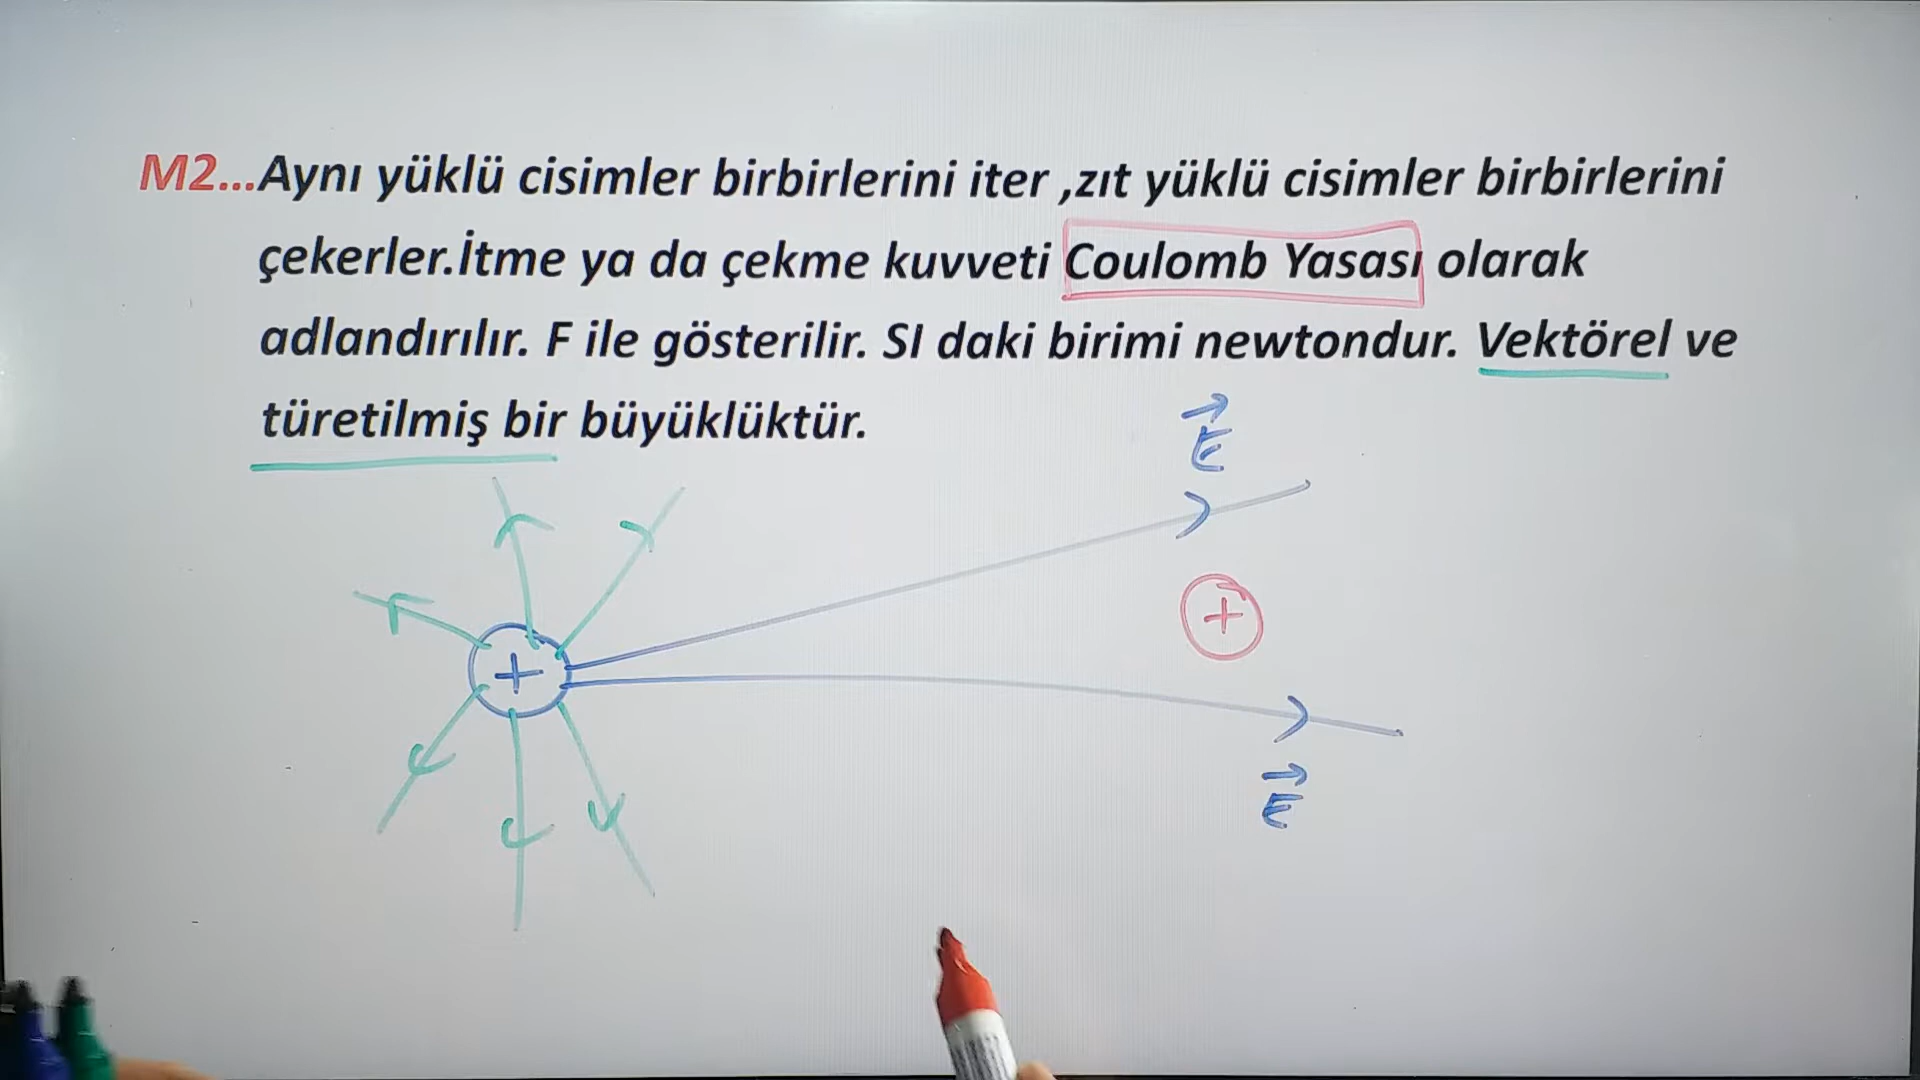 M2...Aynı yüklü cisimler birbirlerini iter ,zıt yüklü cisimler birbirlerini
çekerler.İtme ya da çekme kuvveti Coulomb Yasası olarak
adlandırılır. F ile gösterilir. SI daki birimi newtondur. Vektörel ve
türetilmiş bir büyüklüktür.
E
+
+
E